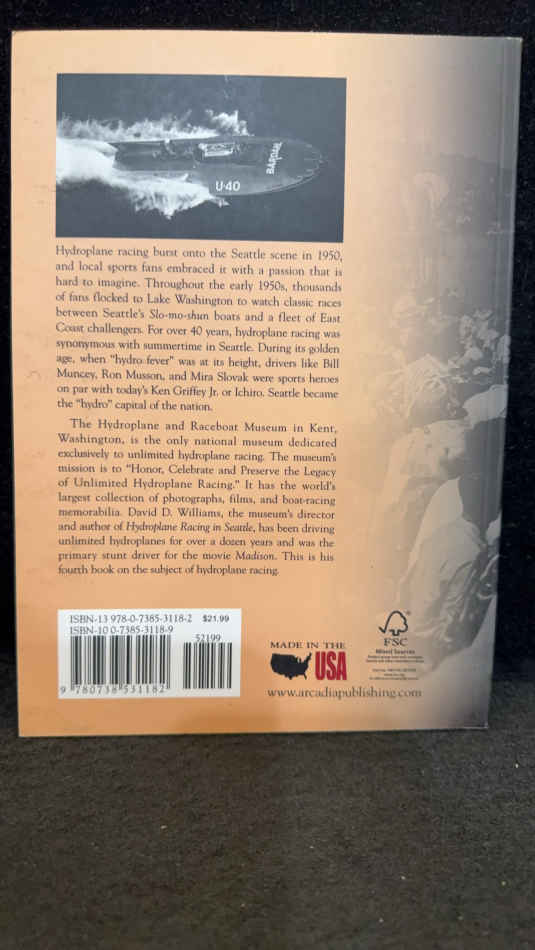 BARDAHL
U-40
Hydroplane racing burst onto the Seattle scene in 1950,
and local sports fans embraced it with a passion that is
hard to imagine. Throughout the early 1950s, thousands
of fans flocked to Lake Washington to watch classic races
between Seattle's Slo-mo-shun boats and a fleet of East
Coast challengers. For over 40 years, hydroplane racing was
synonymous with summertime in Seattle. During its golden
age, when "hydro fever" was at its height, drivers like Bill
Muncey, Ron Musson, and Mira Slovak were sports heroes
on par with today's Ken Griffey Jr. or Ichiro. Seattle became
the "hydro" capital of the nation.
The Hydroplane and Raceboat Museum in Kent,
Washington, is the only national museum dedicated
exclusively to unlimited hydroplane racing. The museum's
mission is to "Honor, Celebrate and Preserve the Legacy
of Unlimited Hydroplane Racing." It has the world's
largest collection of photographs, films, and boat-racing
memorabilia. David D. Williams, the museum's director
and author of Hydroplane Racing in Seattle, has been driving
unlimited hydroplanes for over a dozen years and was the
primary stunt driver for the movie Madison. This is his
fourth book on the subject of hydroplane racing.
ISBN-13 978-0-7385-3118-2 $21.99
ISBN-10 0-7385-3118-9
52199
9 780738 531182
MADE IN THE
USA
www.arcadiapublishing.com
FSC
Mixed Sources